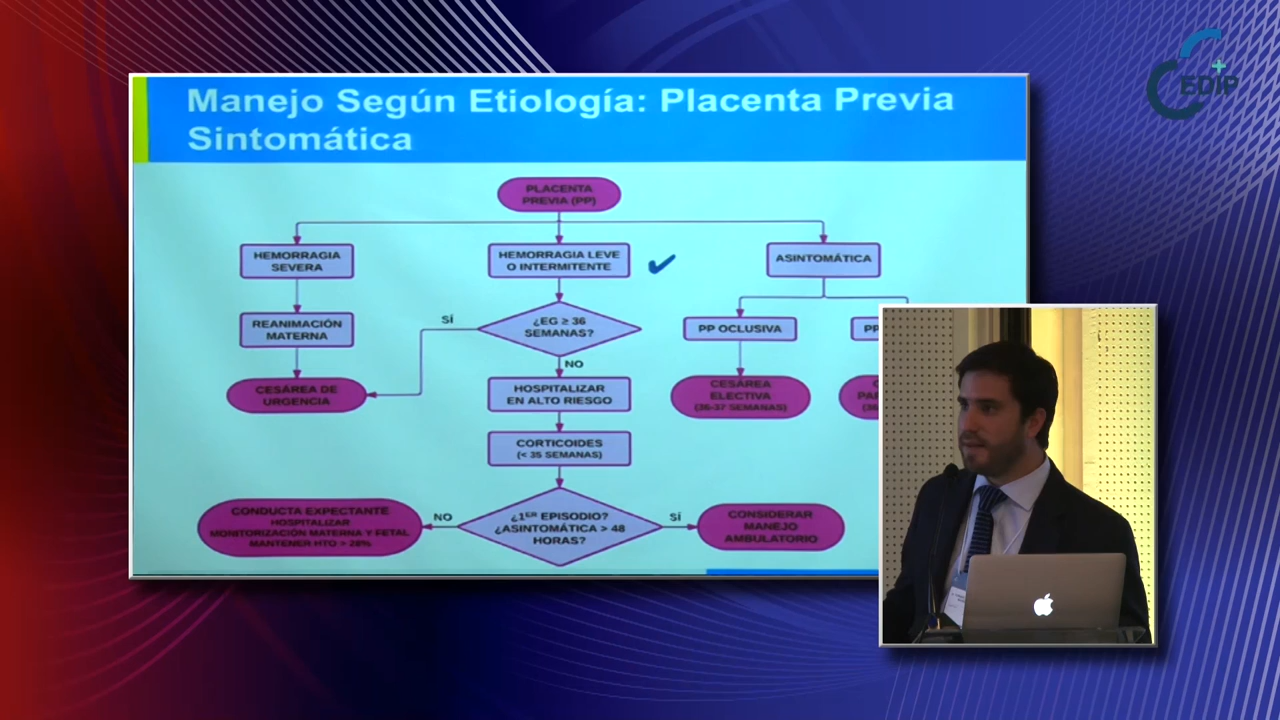 Manejo Según Etiología: Placenta Previa
Sintomática
PLACENTA
PREVIA (PP)
HEMORRAGIA
SEVERA
HEMORRAGIA LEVE
O INTERMITENTE
ASINTOMÁTICA
REANIMACIÓN
MATERNA
SÍ
¿EG ≥ 36
SEMANAS?
PP OCLUSIVA
PP
NO
CESÁREA DE
URGENCIA
HOSPITALIZAR
EN ALTO RIESGO
CESÁREA
ELECTIVA
(36-37 SEMANAS)
CORTICOIDES
(< 35 SEMANAS)
CONDUCTA EXPECTANTE
HOSPITALIZAR
MONITORIZACIÓN MATERNA Y FETAL
MANTENER HTO > 28%
NO
¿1ER EPISODIO?
¿ASINTOMÁTICA > 48
HORAS?
SÍ
CONSIDERAR
MANEJO
AMBULATORIO
CEDIP